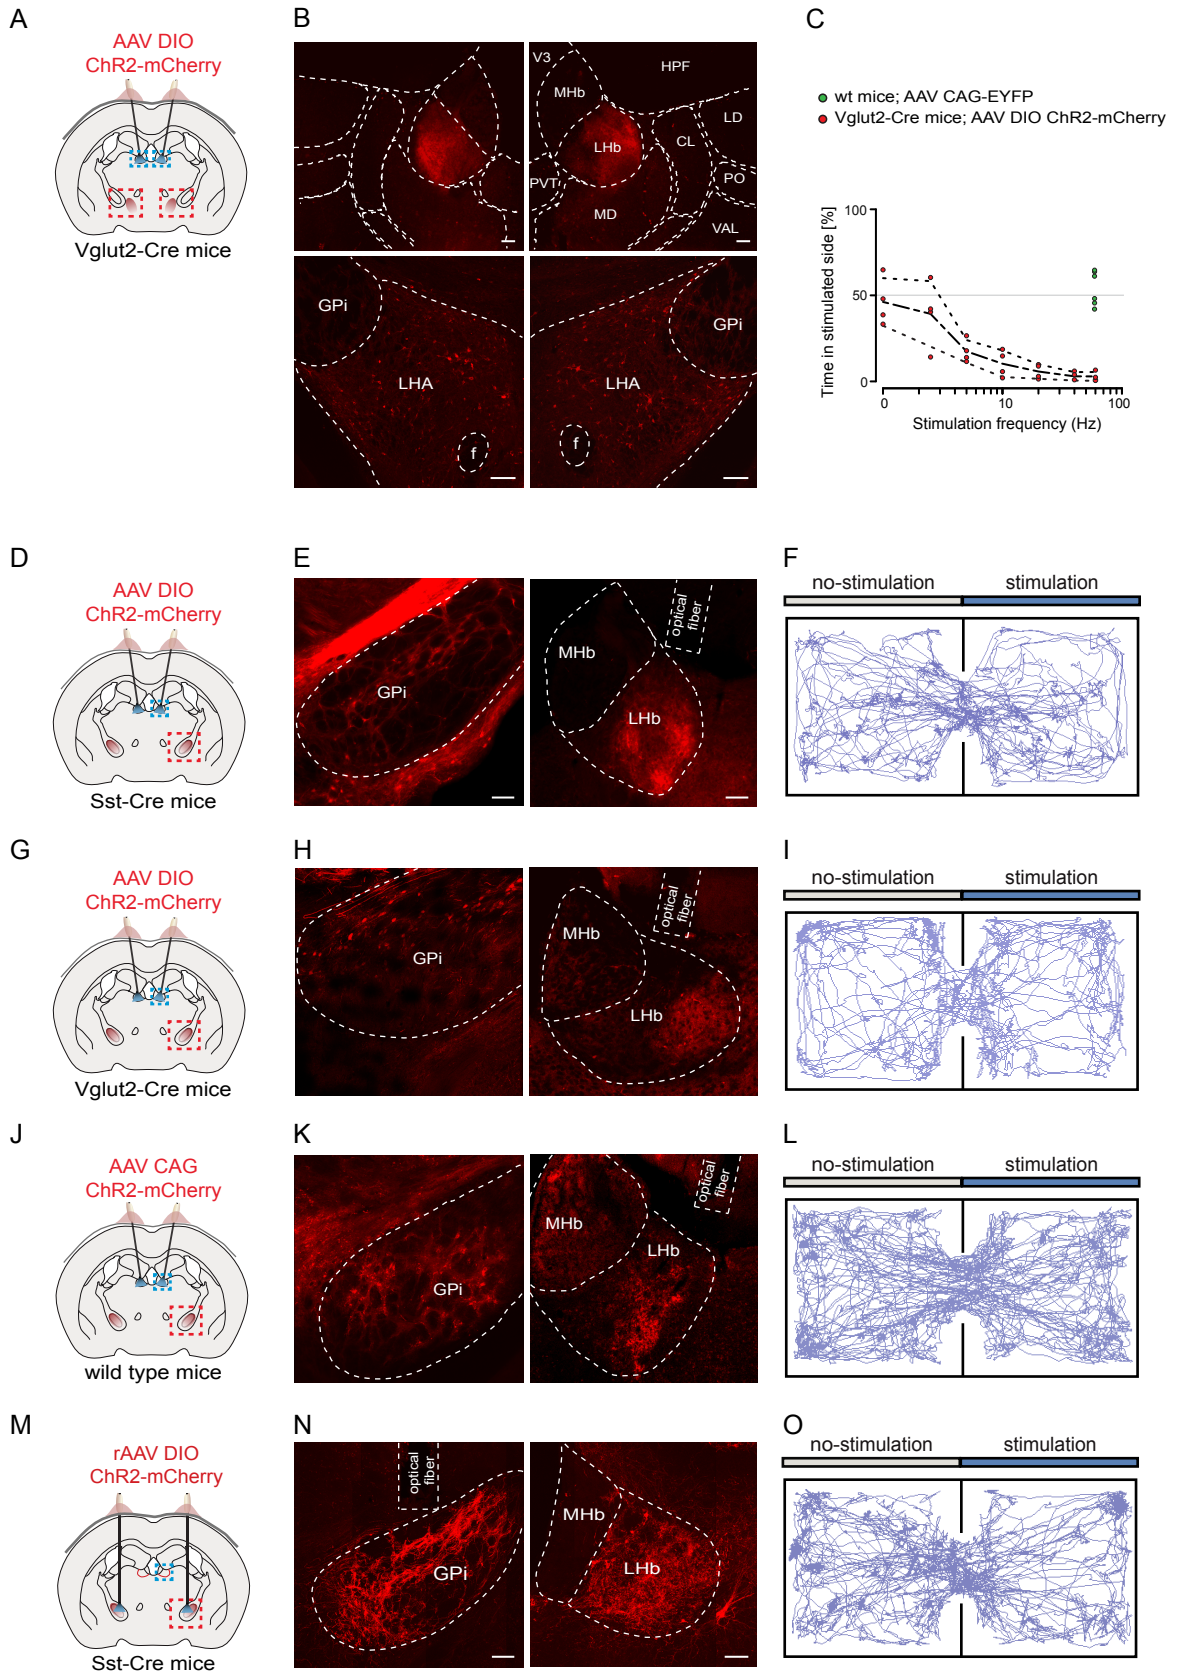 A
AAV DIO
ChR2-mCherry
Vglut2-Cre mice
B
V3
HPF
MHb
LD
LHb
CL
PVT
PO
MD
VAL
GPi
GPi
LHA
LHA
f
f
C
wt mice; AAV CAG-EYFP
Vglut2-Cre mice; AAV DIO ChR2-mCherry
Time in stimulated side [%]
100
50
0
0
10
100
Stimulation frequency (Hz)
D
AAV DIO
ChR2-mCherry
Sst-Cre mice
E
GPi
optical
fiber
MHb
LHb
F
no-stimulation
stimulation
G
AAV DIO
ChR2-mCherry
Vglut2-Cre mice
H
GPi
optical
fiber
MHb
LHb
I
no-stimulation
stimulation
J
AAV CAG
ChR2-mCherry
wild type mice
K
GPi
optical
fiber
MHb
LHb
L
no-stimulation
stimulation
M
rAAV DIO
ChR2-mCherry
Sst-Cre mice
N
optical
fiber
GPi
MHb
LHb
O
no-stimulation
stimulation